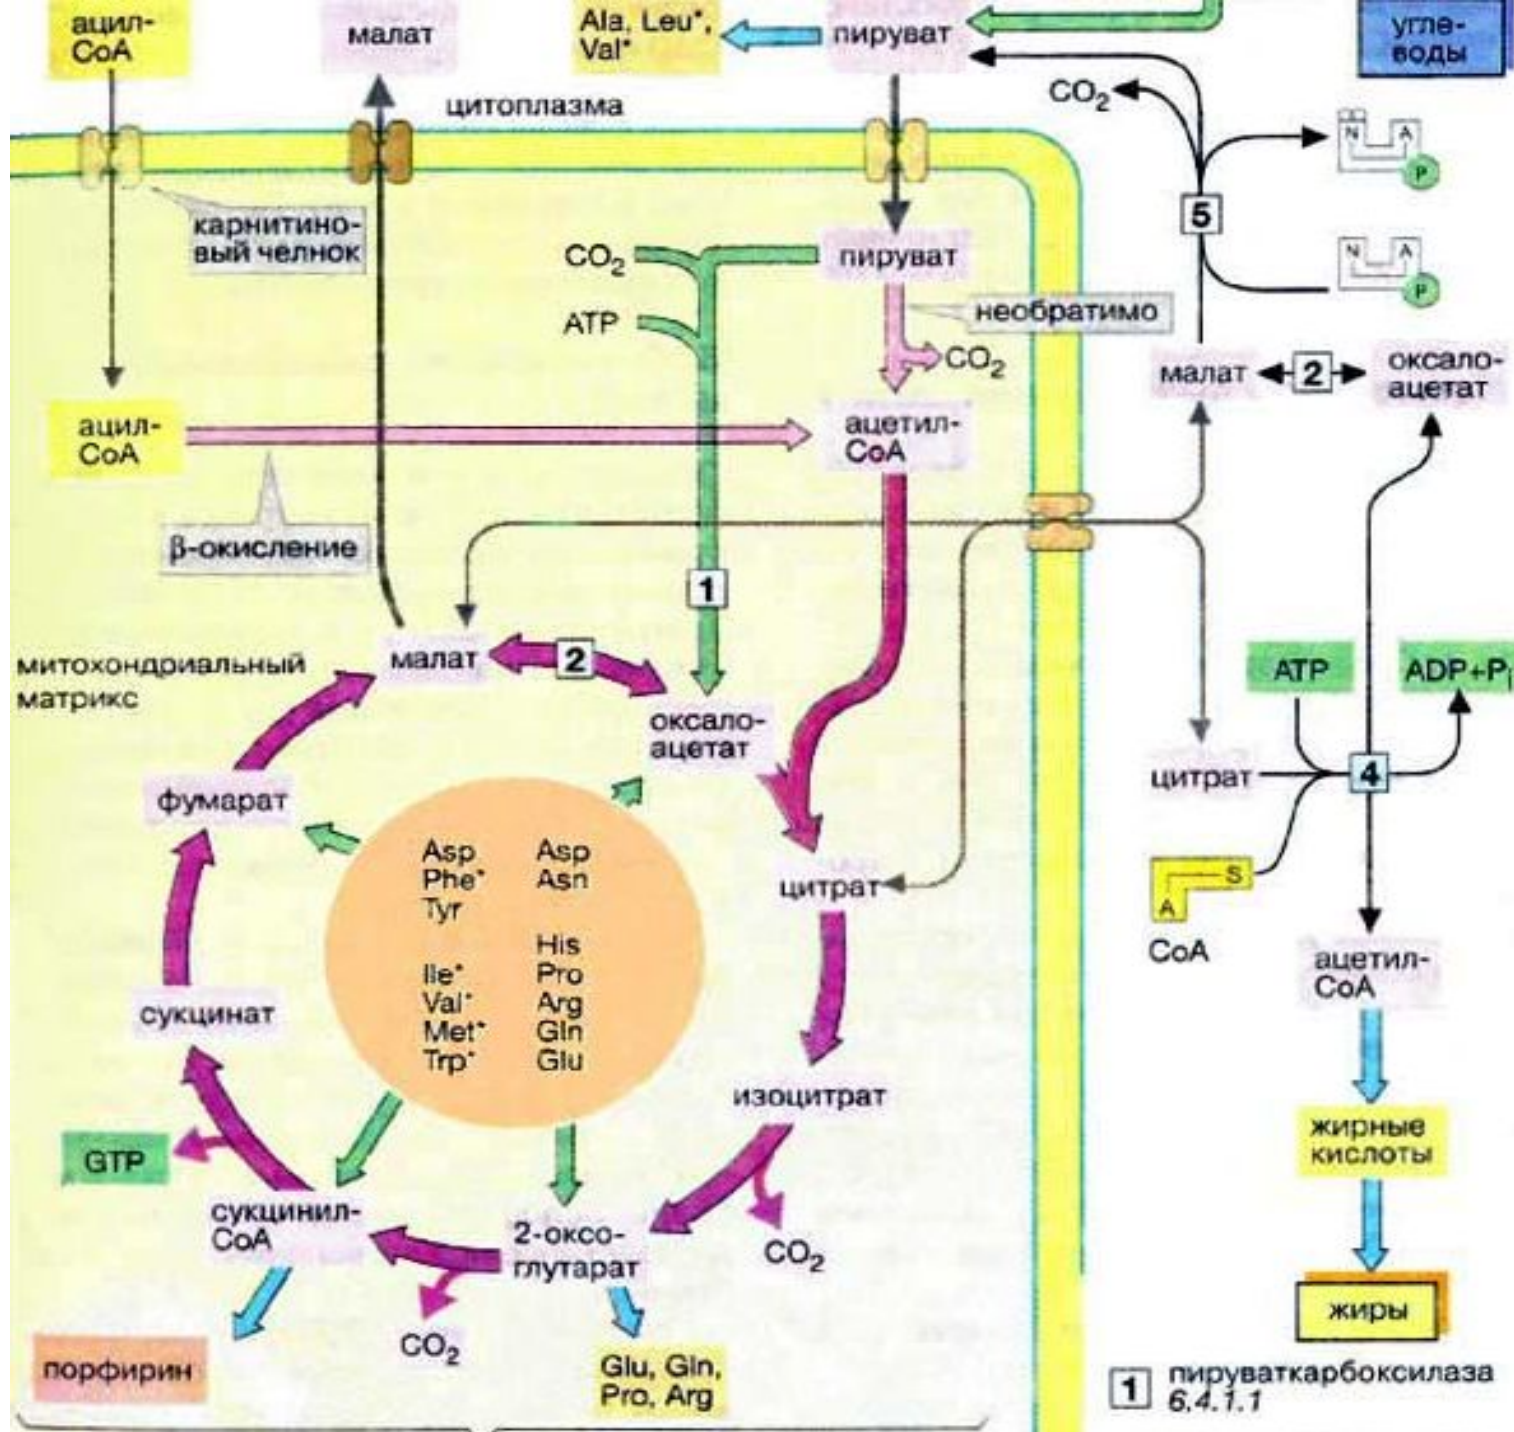 ацил-
CoA
малат
Ala, Leu*,
Val*
пируват
угле-
воды
цитоплазма
CO2
N A
P
5
карнитино-
вый челнок
CO2
пируват
N A
P
ATP
необратимо
CO2
малат
2
оксало-
ацетат
ацил-
CoA
ацетил-
CoA
β-окисление
1
митохондриальный
матрикс
малат
2
ATP
ADP+Pi
оксало-
ацетат
цитрат
4
фумарат
Asp Asp
Phe* Asn
Tyr
His
Ile* Pro
Val* Arg
Met* Gln
Trp* Glu
цитрат
S
A
CoA
ацетил-
CoA
сукцинат
изоцитрат
жирные
кислоты
GTP
сукцинил-
CoA
2-оксо-
глутарат
CO2
CO2
жиры
порфирин
Glu, Gln,
Pro, Arg
1 пируваткарбоксилаза
6.4.1.1